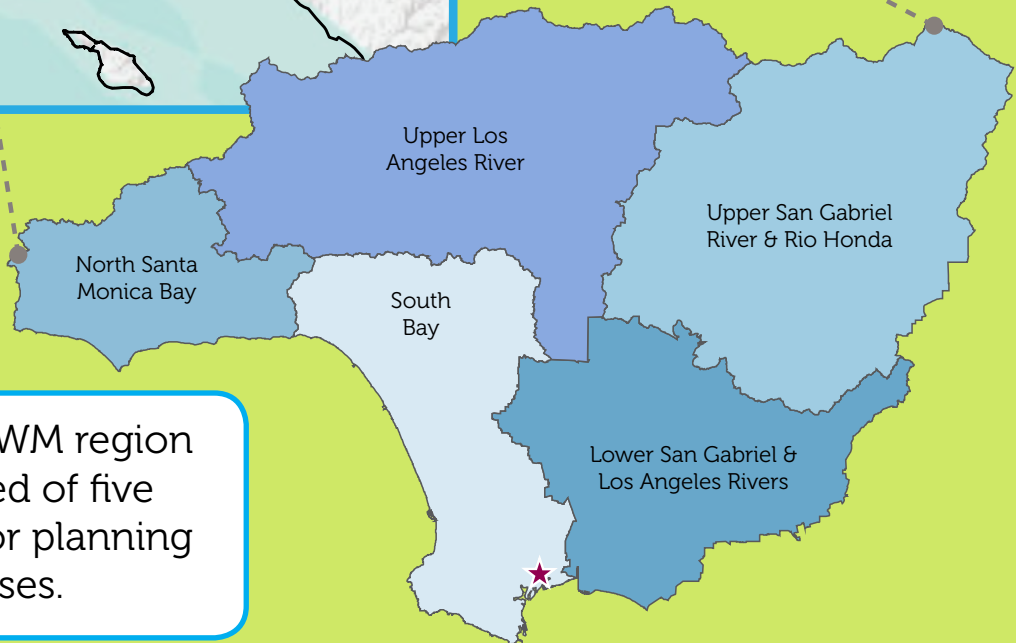 Upper Los
Angeles River
Upper San Gabriel
River & Rio Honda
North Santa
Monica Bay
South
Bay
Lower San Gabriel &
Los Angeles Rivers
WM region
ed of five
or planning
ses.